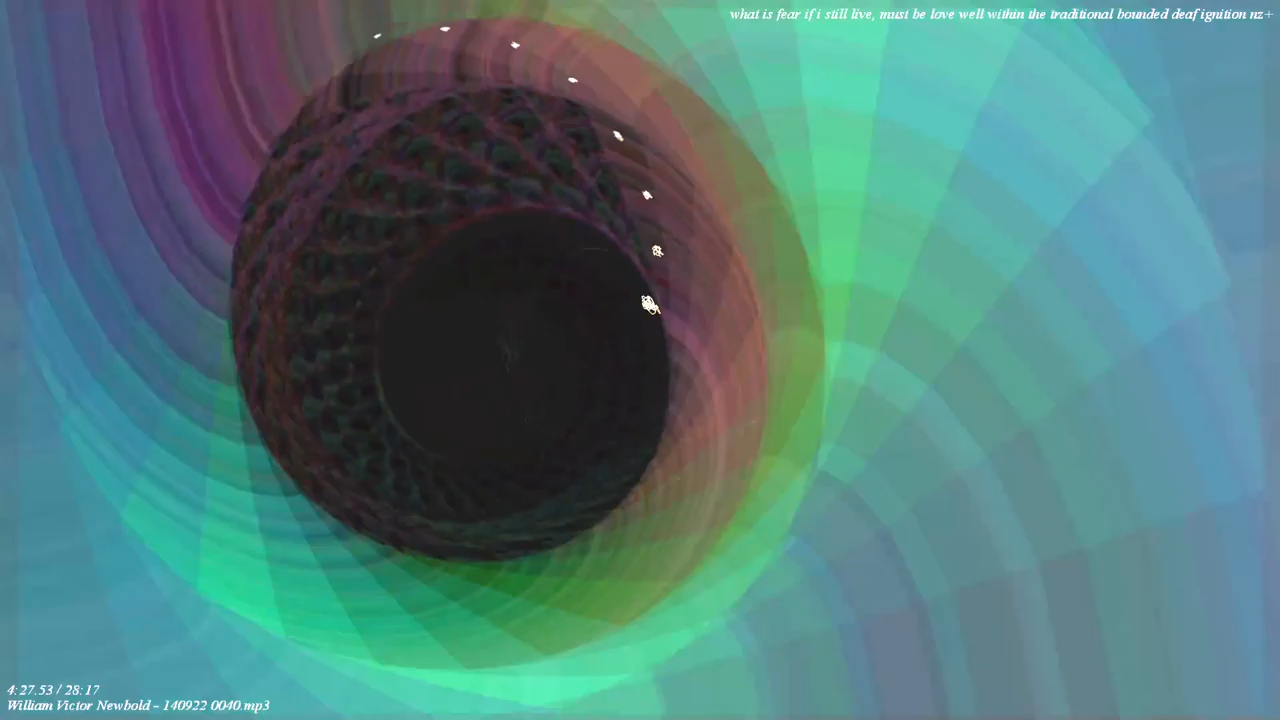 what is fear if i still live, must be love well within the traditional bounded deaf ignition nz+
4:27.53 / 28:17
William Victor Newbold - 140922 0040.mp3